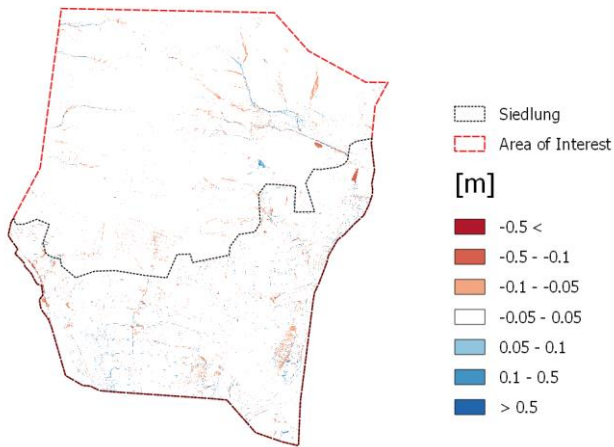 Siedlung
Area of Interest
[m]
-0.5 <
-0.5 - -0.1
-0.1 - -0.05
-0.05 - 0.05
0.05 - 0.1
0.1 - 0.5
> 0.5